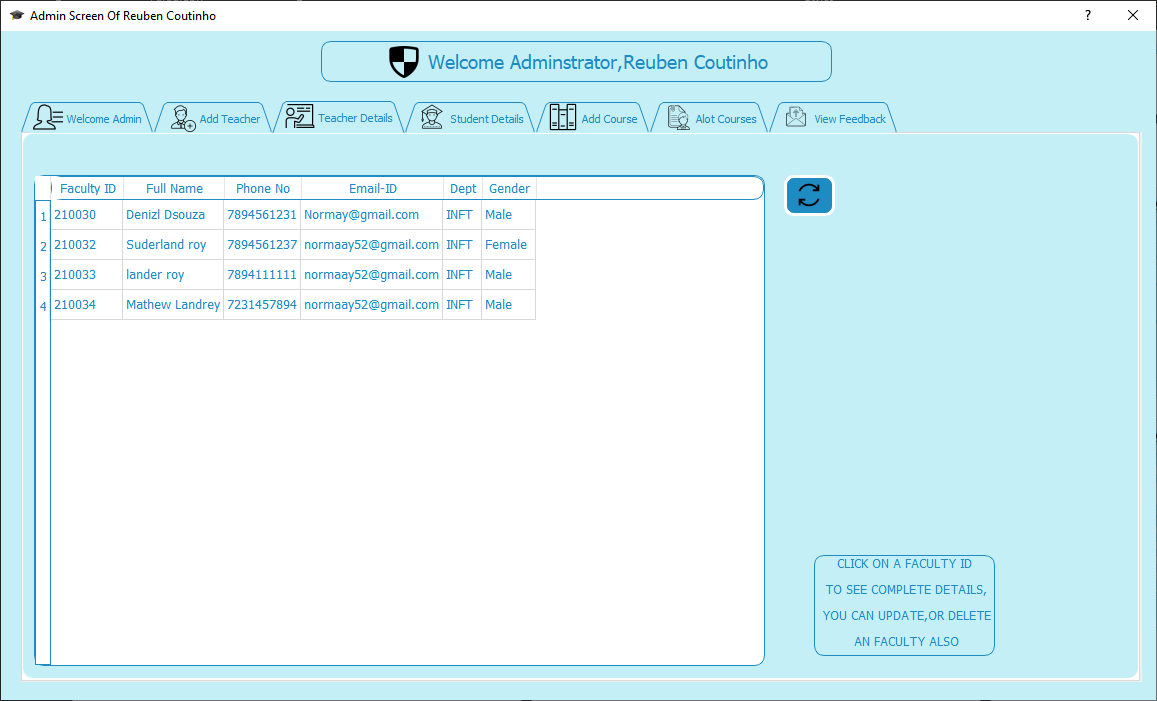 Admin Screen Of Reuben Coutinho
?
Welcome Adminstrator,Reuben Coutinho
Welcome Admin Add Teacher Teacher Details Student Details Add Course Alot Courses View Feedback
Faculty ID Full Name Phone No Email-ID Dept Gender
1 210030 Denizl Dsouza 7894561231 Normay@gmail.com INFT Male
2 210032 Suderland roy 7894561237 normaay52@gmail.com INFT Female
3 210033 lander roy 7894111111 normaay52@gmail.com INFT Male
4 210034 Mathew Landrey 7231457894 normaay52@gmail.com INFT Male
CLICK ON A FACULTY ID
TO SEE COMPLETE DETAILS,
YOU CAN UPDATE,OR DELETE
AN FACULTY ALSO